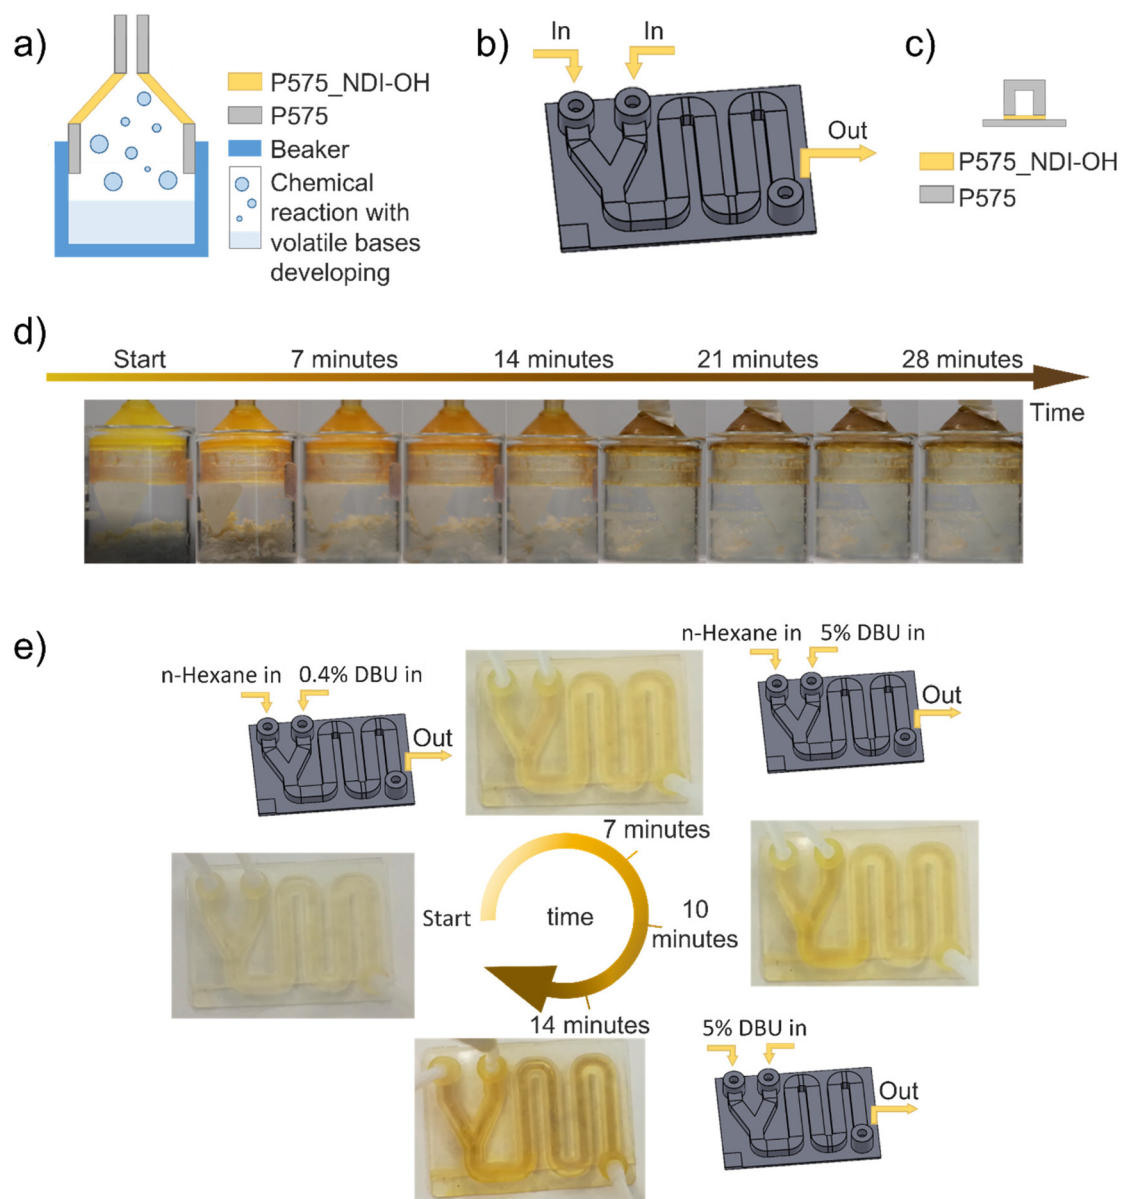 a)
P575_NDI-OH
P575
Beaker
Chemical
reaction with
volatile bases
developing
b)
In
In
Out
c)
P575_NDI-OH
P575
d)
Start
7 minutes
14 minutes
21 minutes
28 minutes
Time
e)
n-Hexane in
0.4% DBU in
Out
n-Hexane in
5% DBU in
Out
7 minutes
Start
time
10
minutes
14 minutes
5% DBU in
Out